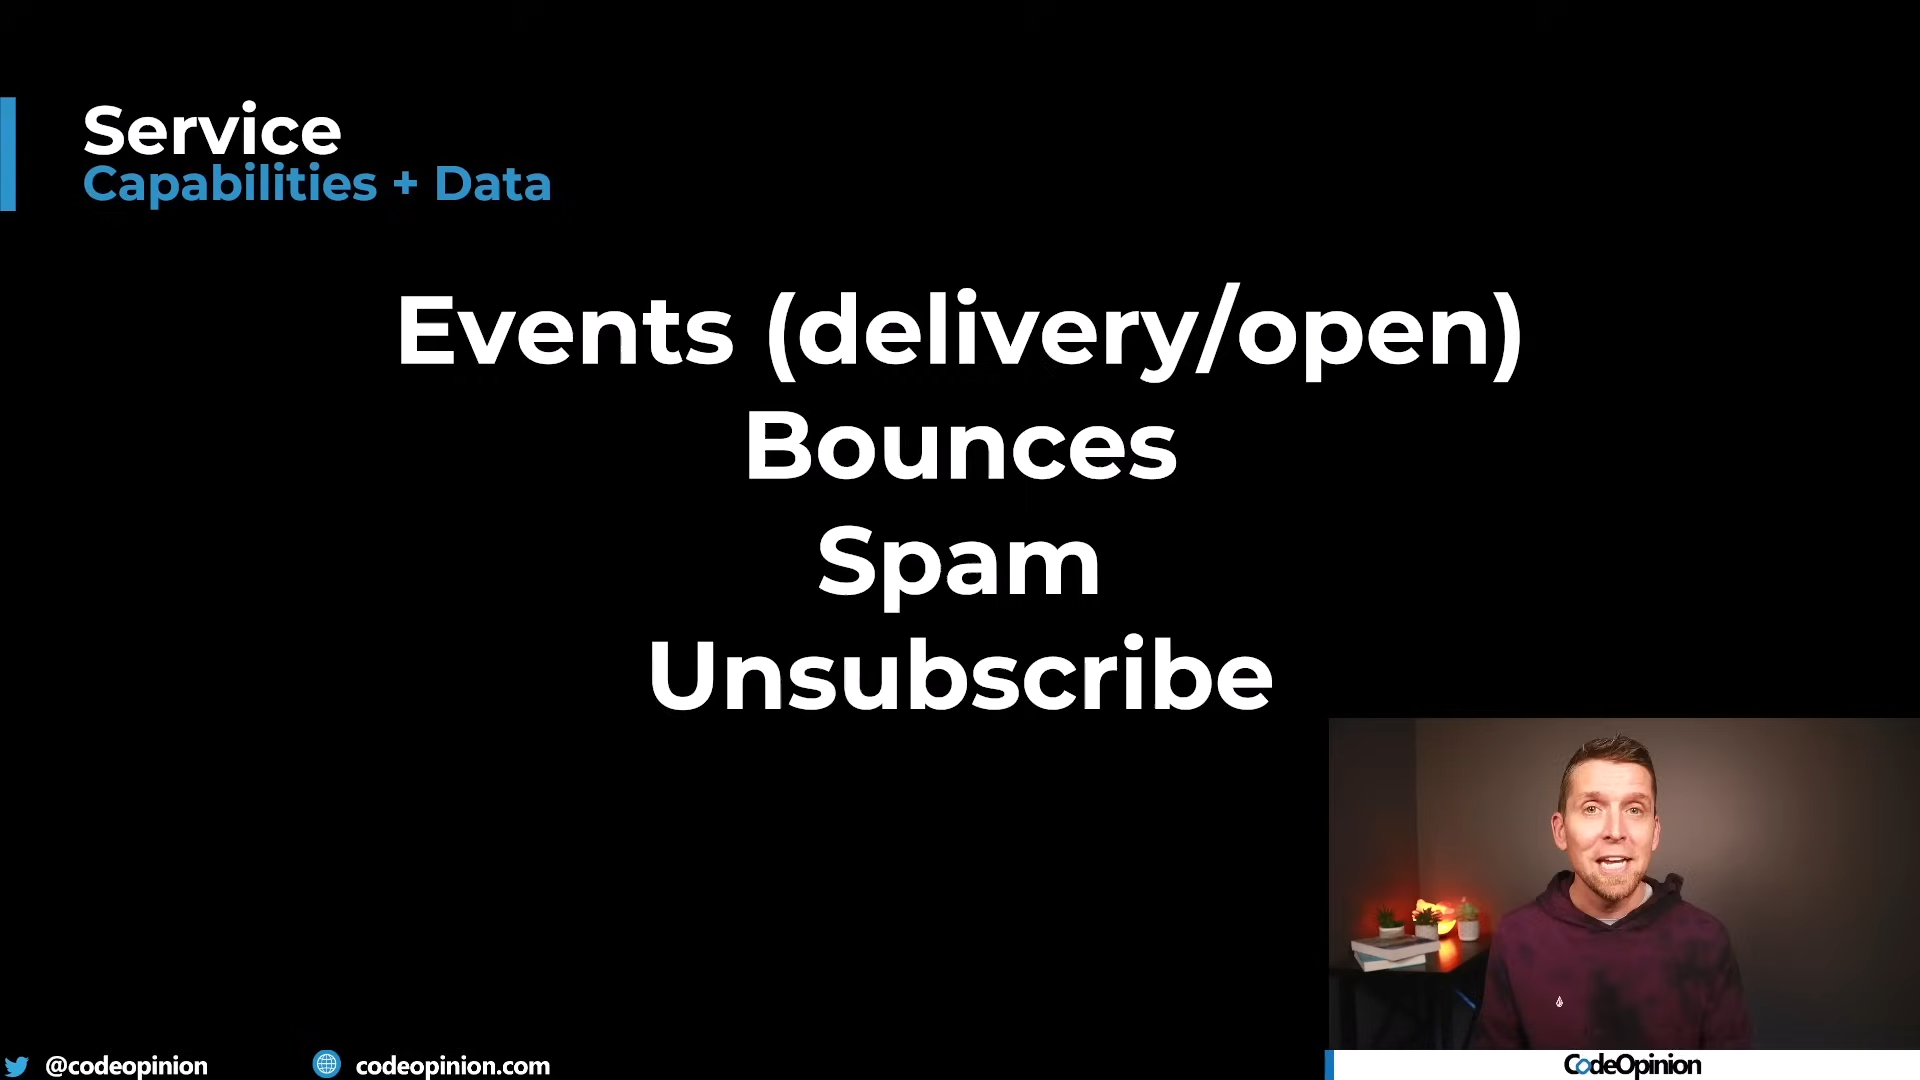 Service
Capabilities + Data
Events (delivery/open)
Bounces
Spam
Unsubscribe
@codeopinion
codeopinion.com
CodeOpinion